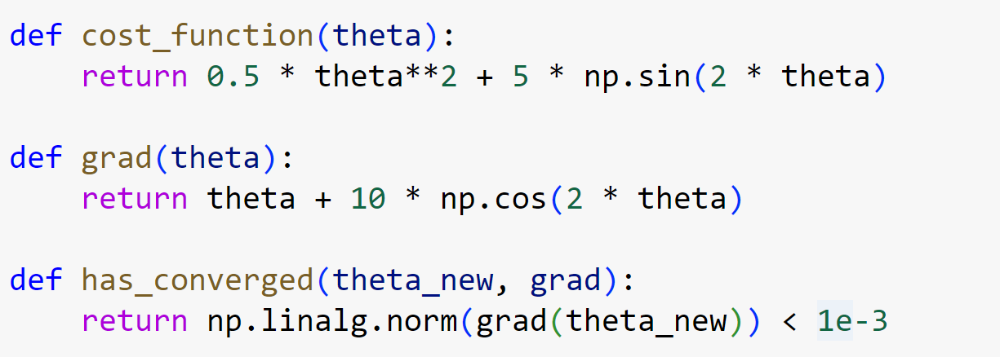 def cost_function(theta):
    return 0.5 * theta**2 + 5 * np.sin(2 * theta)

def grad(theta):
    return theta + 10 * np.cos(2 * theta)

def has_converged(theta_new, grad):
    return np.linalg.norm(grad(theta_new)) < 1e-3